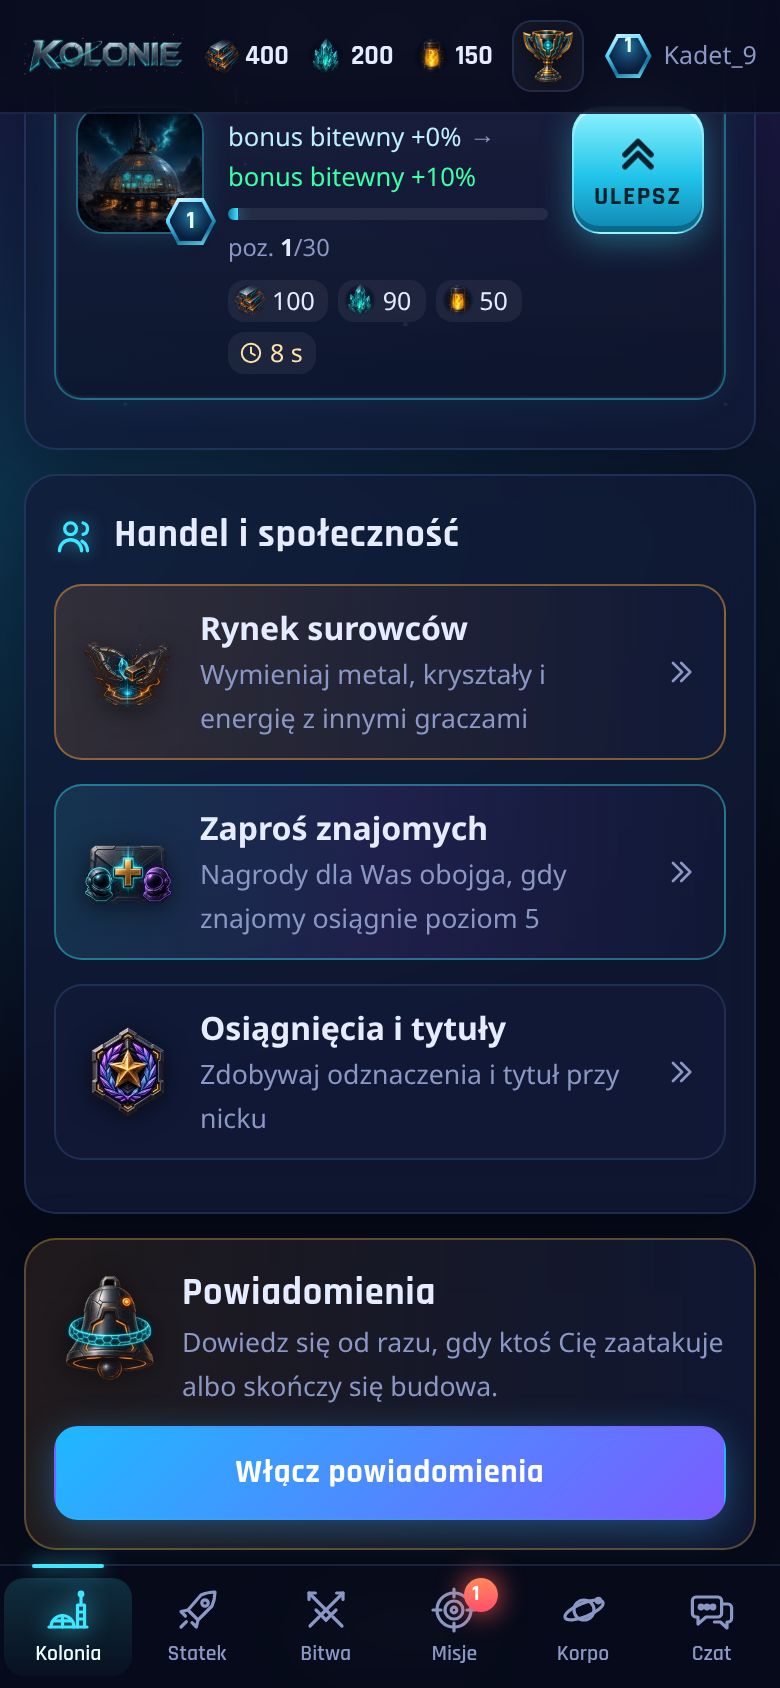 KOLONIE 400 200 150 1 Kadet_9
bonus bitewny +0% →
bonus bitewny +10%
ULEPSZ
1
poz. 1/30
100 90 50
8 s
Handel i społeczność
Rynek surowców
Wymieniaj metal, kryształy i
energię z innymi graczami
Zaproś znajomych
Nagrody dla Was obojga, gdy
znajomy osiągnie poziom 5
Osiągnięcia i tytuły
Zdobywaj odznaczenia i tytuł przy
nicku
Powiadomienia
Dowiedz się od razu, gdy ktoś Cię zaatakuje
albo skończy się budowa.
Włącz powiadomienia
1
Kolonia Statek Bitwa Misje Korpo Czat